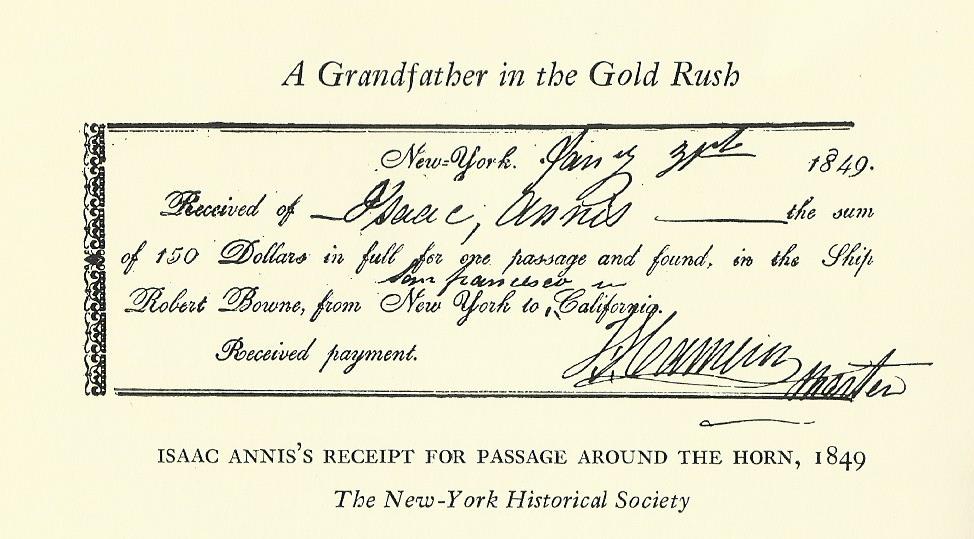 A Grandfather in the Gold Rush
New-York. Jany 31st 1849.
Received of Isaac, Annis the sum
of 150 Dollars in full for one passage and found, in the Ship
San francisco in
Robert Bowne, from New York to California.
Received payment.
Master
ISAAC ANNIS'S RECEIPT FOR PASSAGE AROUND THE HORN, 1849
The New-York Historical Society